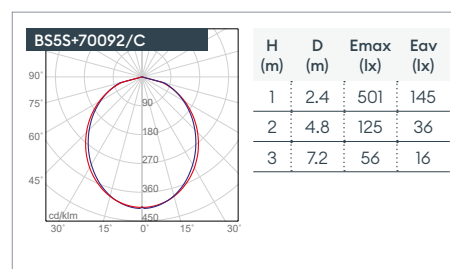 BS5S+70092/C
90°
75°
60°
45°
90
180
270
360
450
cd/klm
30° 15° 0° 15° 30°
H D Emax Eav
(m) (m) (lx) (lx)
1 2.4 501 145
2 4.8 125 36
3 7.2 56 16